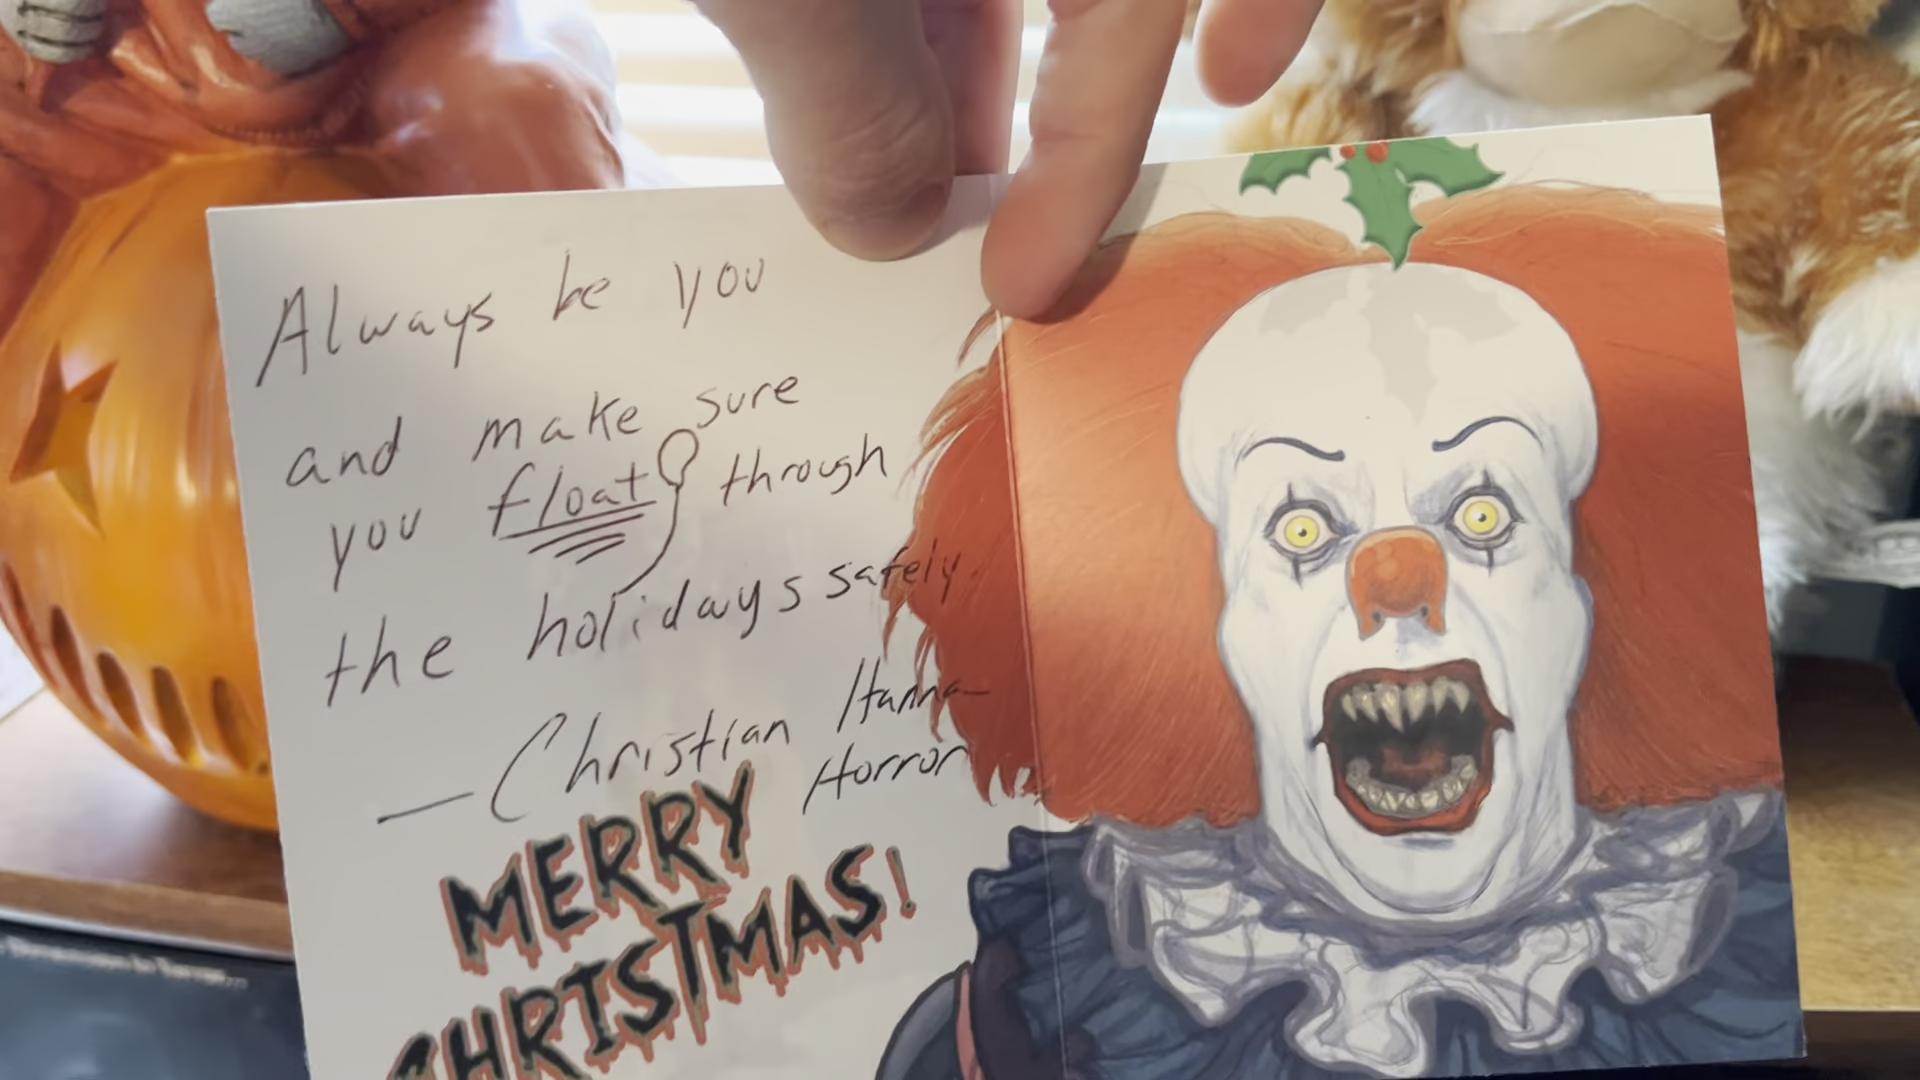 Always be you
and make sure
you float through
the holidays safely.
— Christian Hanna
Horror
MERRY
CHRISTMAS!